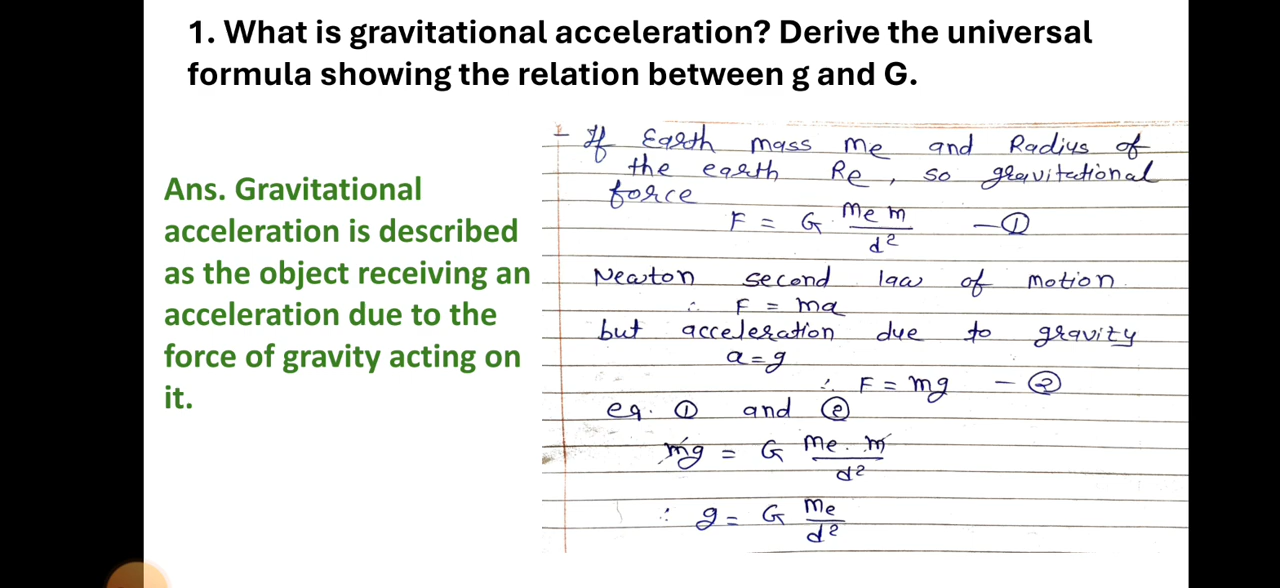 1. What is gravitational acceleration? Derive the universal
formula showing the relation between g and G.
Ans. Gravitational
acceleration is described
as the object receiving an
acceleration due to the
force of gravity acting on
it.
- If Earth mass Me and Radius of
the earth Re, so gravitational
force
F = G Me m / d² - ①
Newton second law of motion.
∴ F = ma
but acceleration due to gravity
a = g
∴ F = mg - ②
eq. ① and ②
mg = G Me . m / d²
∴ g = G Me / d²